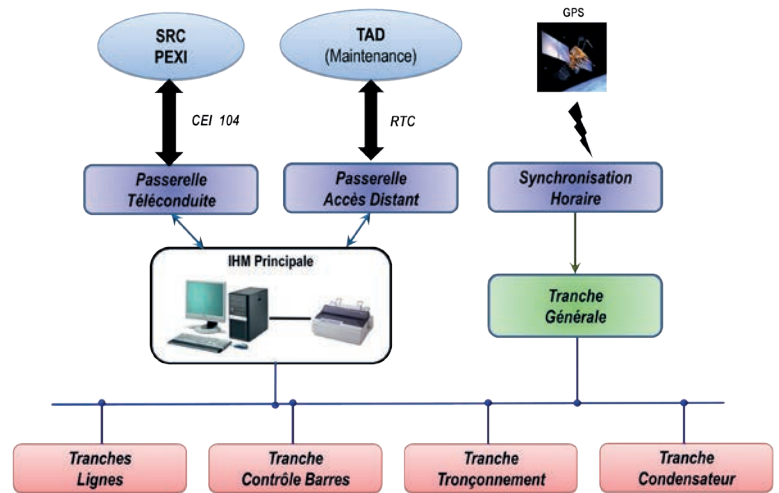 SRC
PEXI
TAD
(Maintenance)
GPS
CEI 104
RTC
Passerelle
Téléconduite
Passerelle
Accès Distant
Synchronisation
Horaire
IHM Principale
Tranche
Générale
Tranches
Lignes
Tranche
Contrôle Barres
Tranche
Tronçonnement
Tranche
Condensateur